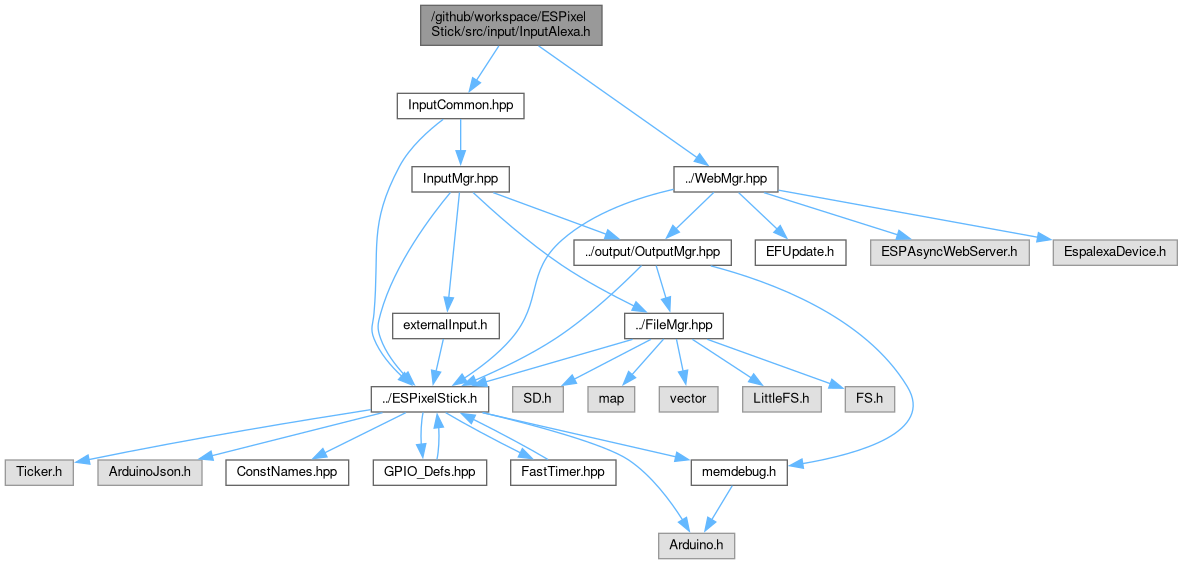 /github/workspace/ESPixel
Stick/src/input/InputAlexa.h
InputCommon.hpp
InputMgr.hpp
../WebMgr.hpp
../output/OutputMgr.hpp
EFUpdate.h
ESPAsyncWebServer.h
EspalexaDevice.h
externalInput.h
../FileMgr.hpp
../ESPixelStick.h
SD.h
map
vector
LittleFS.h
FS.h
Ticker.h
ArduinoJson.h
ConstNames.hpp
GPIO_Defs.hpp
FastTimer.hpp
memdebug.h
Arduino.h